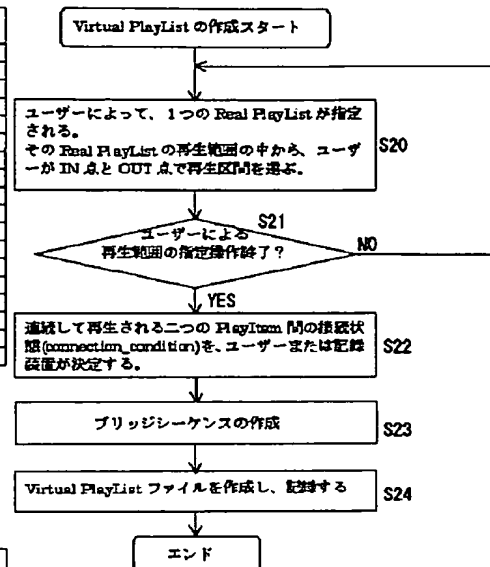 Virtual PlayList の作成スタート
ユーザーによって、1つの Real PlayList が指定
される。
その Real PlayList の再生範囲の中から、ユーザ
ーが IN 点と OUT 点で再生区間を選ぶ。
S20
S21
ユーザーによる
再生範囲の指定操作終了？
NO
YES
連続して再生される二つの PlayItem 間の接続状
態(connection_condition)を、ユーザーまたは記録
装置が決定する。
S22
ブリッジシーケンスの作成
S23
Virtual PlayList ファイルを作成し、記録する
S24
エンド